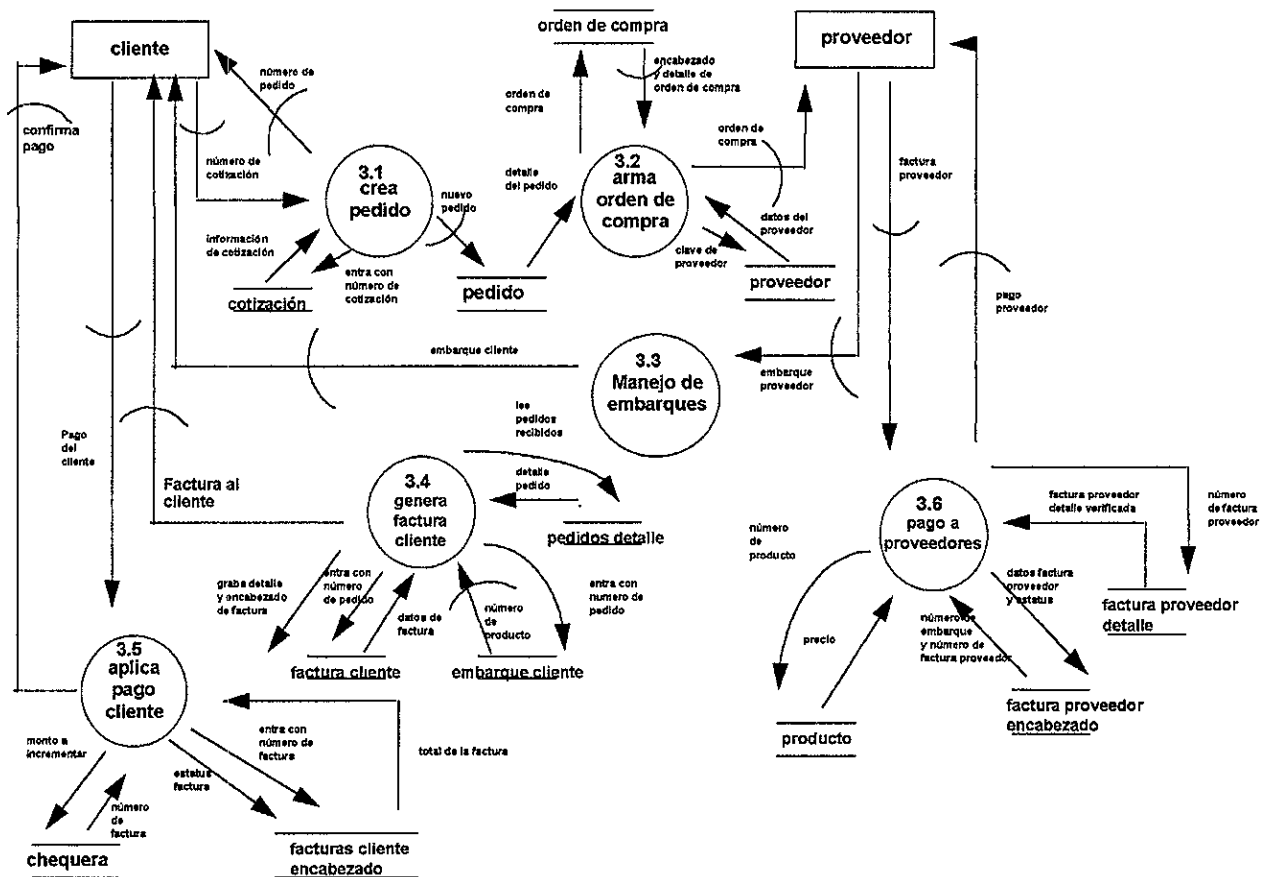 orden de compra
cliente
proveedor
número de
pedido
encabezado
y detalle de
orden de compra
orden de
compra
confirma
pago
orden de
compra
número de
cotización
3.1
crea
pedido
detalle
del pedido
3.2
arma
orden de
compra
factura
proveedor
nuevo
pedido
datos del
proveedor
información
de cotización
clave de
proveedor
entra con
número de
cotización
cotización
pedido
proveedor
pago
proveedor
embarque cliente
3.3
Manejo de
embarques
embarque
proveedor
lee
pedidos
recibidos
Pago
del
cliente
Factura al
cliente
3.4
genera
factura
cliente
detalle
pedido
pedidos detalle
3.6
pago a
proveedores
factura proveedor
detalle verificada
número
de factura
proveedor
número
de
producto
graba detalle
y encabezado
de factura
entra con
número
de pedido
datos de
factura
número
de
producto
entra con
numero de
pedido
datos factura
proveedor
y estatus
factura proveedor
detalle
número de
embarque
y número de
factura proveedor
precio
factura cliente
embarque cliente
3.5
aplica
pago
cliente
factura proveedor
encabezado
producto
monto a
incrementar
entra con
número de
factura
total de la factura
estatus
factura
número
de
factura
chequera
facturas cliente
encabezado